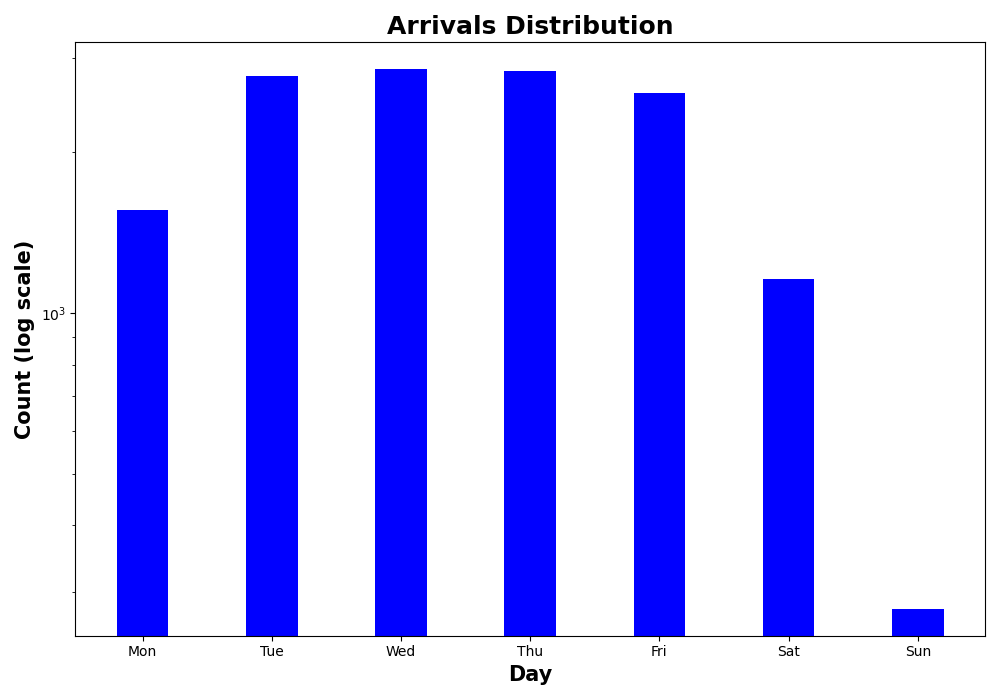 Arrivals Distribution
Count (log scale)
10³
Mon Tue Wed Thu Fri Sat Sun
Day